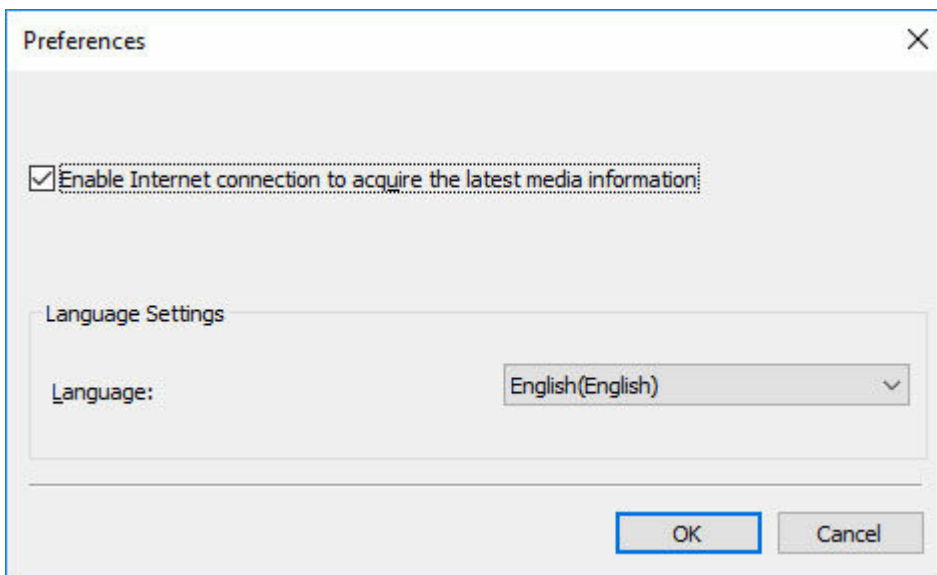 Preferences
Enable Internet connection to acquire the latest media information
Language Settings
Language:
English(English)
OK
Cancel